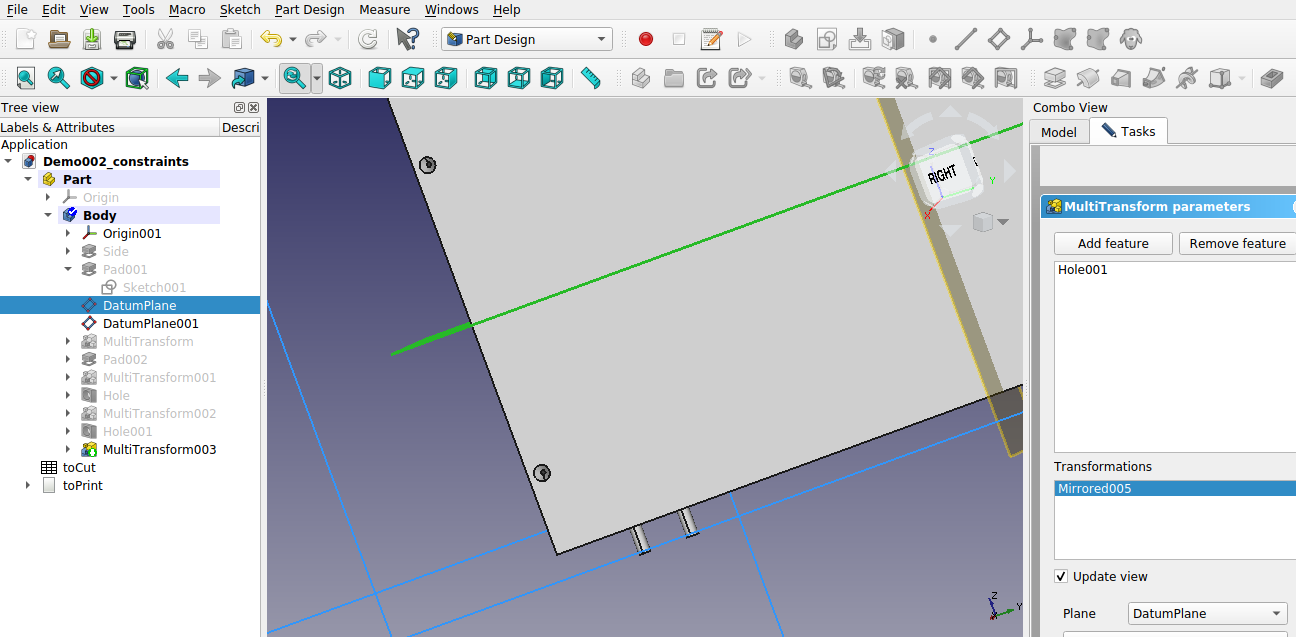 File Edit View Tools Macro Sketch Part Design Measure Windows Help
Part Design
Tree view
Labels & Attributes Descri
Application
Demo002_constraints
Part
Origin
Body
Origin001
Side
Pad001
Sketch001
DatumPlane
DatumPlane001
MultiTransform
Pad002
MultiTransform001
Hole
MultiTransform002
Hole001
MultiTransform003
toCut
toPrint
Z
RIGHT
Y
X
Z
Y
Combo View
Model Tasks
MultiTransform parameters
Add feature Remove feature
Hole001
Transformations
Mirrored005
Update view
Plane DatumPlane